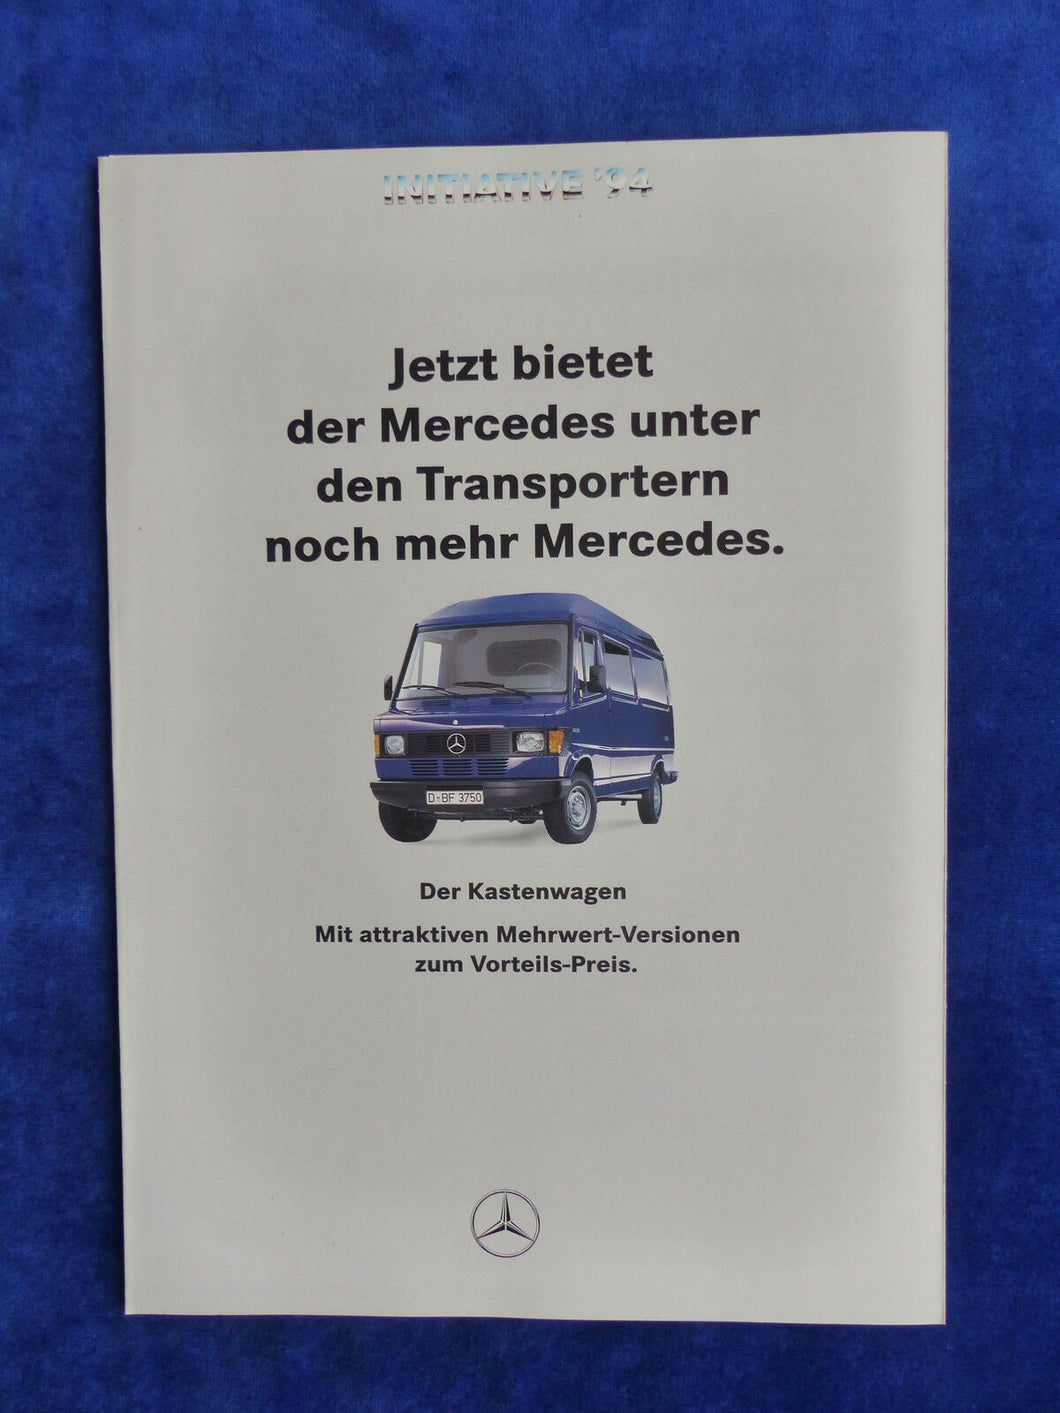 INITIATIVE '94
Jetzt bietet
der Mercedes unter
den Transportern
noch mehr Mercedes.
D-BF 3750
Der Kastenwagen
Mit attraktiven Mehrwert-Versionen
zum Vorteils-Preis.